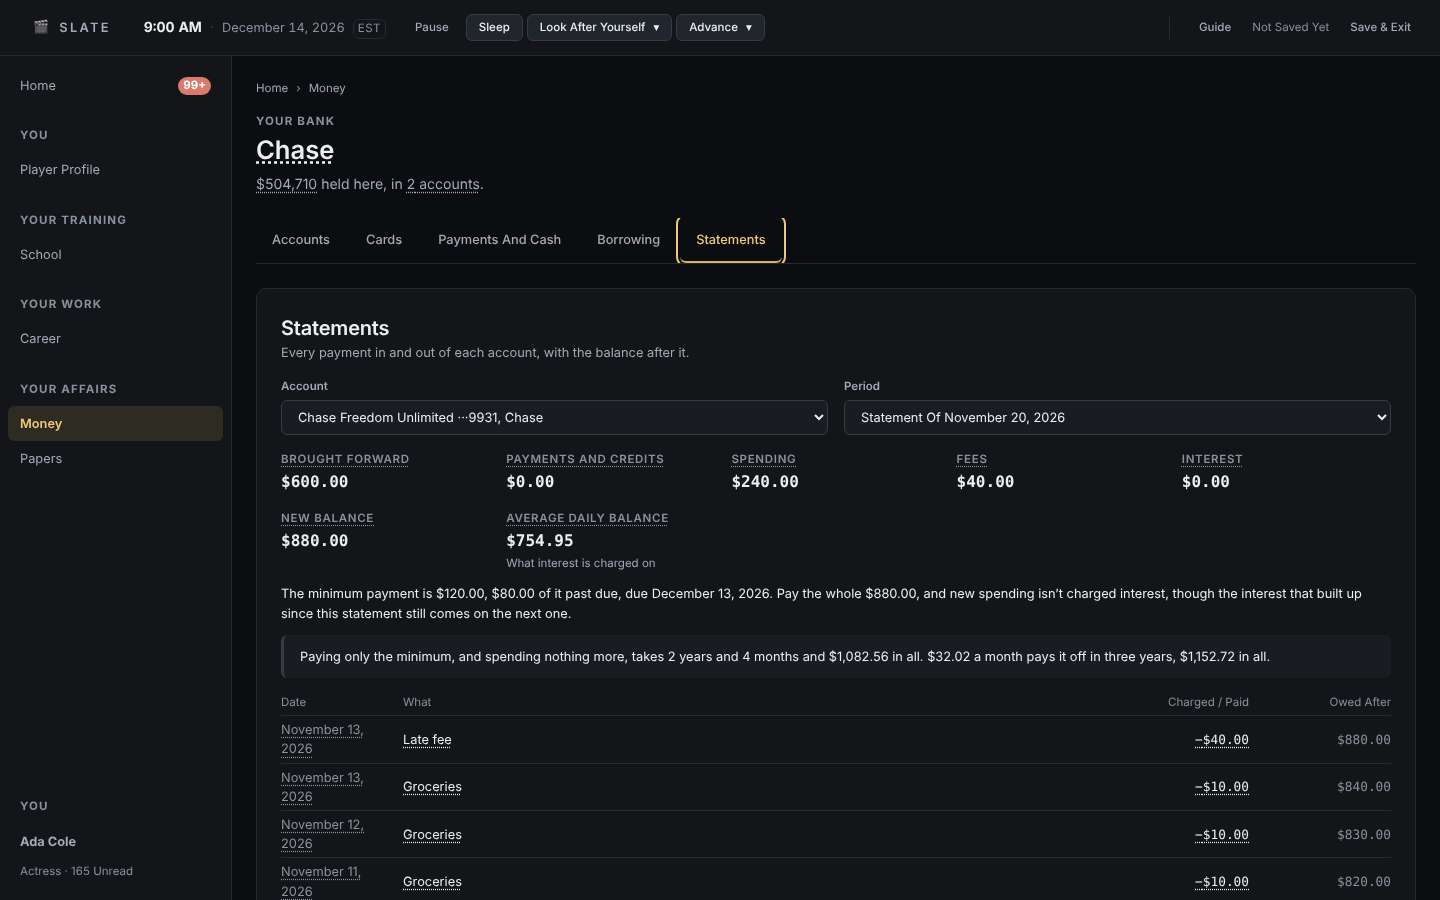 🎬 SLATE
9:00 AM · December 14, 2026 EST
Pause
Sleep
Look After Yourself ▾
Advance ▾
Guide
Not Saved Yet
Save & Exit
Home
99+
YOU
Player Profile
YOUR TRAINING
School
YOUR WORK
Career
YOUR AFFAIRS
Money
Papers
YOU
Ada Cole
Actress · 165 Unread
Home › Money
YOUR BANK
Chase
$504,710 held here, in 2 accounts.
Accounts
Cards
Payments And Cash
Borrowing
Statements
Statements
Every payment in and out of each account, with the balance after it.
Account
Chase Freedom Unlimited ···9931, Chase
Period
Statement Of November 20, 2026
BROUGHT FORWARD
$600.00
PAYMENTS AND CREDITS
$0.00
SPENDING
$240.00
FEES
$40.00
INTEREST
$0.00
NEW BALANCE
$880.00
AVERAGE DAILY BALANCE
$754.95
What interest is charged on
The minimum payment is $120.00, $80.00 of it past due, due December 13, 2026. Pay the whole $880.00, and new spending isn’t charged interest, though the interest that built up
since this statement still comes on the next one.
Paying only the minimum, and spending nothing more, takes 2 years and 4 months and $1,082.56 in all. $32.02 a month pays it off in three years, $1,152.72 in all.
Date What Charged / Paid Owed After
November 13,
2026
Late fee −$40.00 $880.00
November 13,
2026
Groceries −$10.00 $840.00
November 12,
2026
Groceries −$10.00 $830.00
November 11,
2026
Groceries −$10.00 $820.00